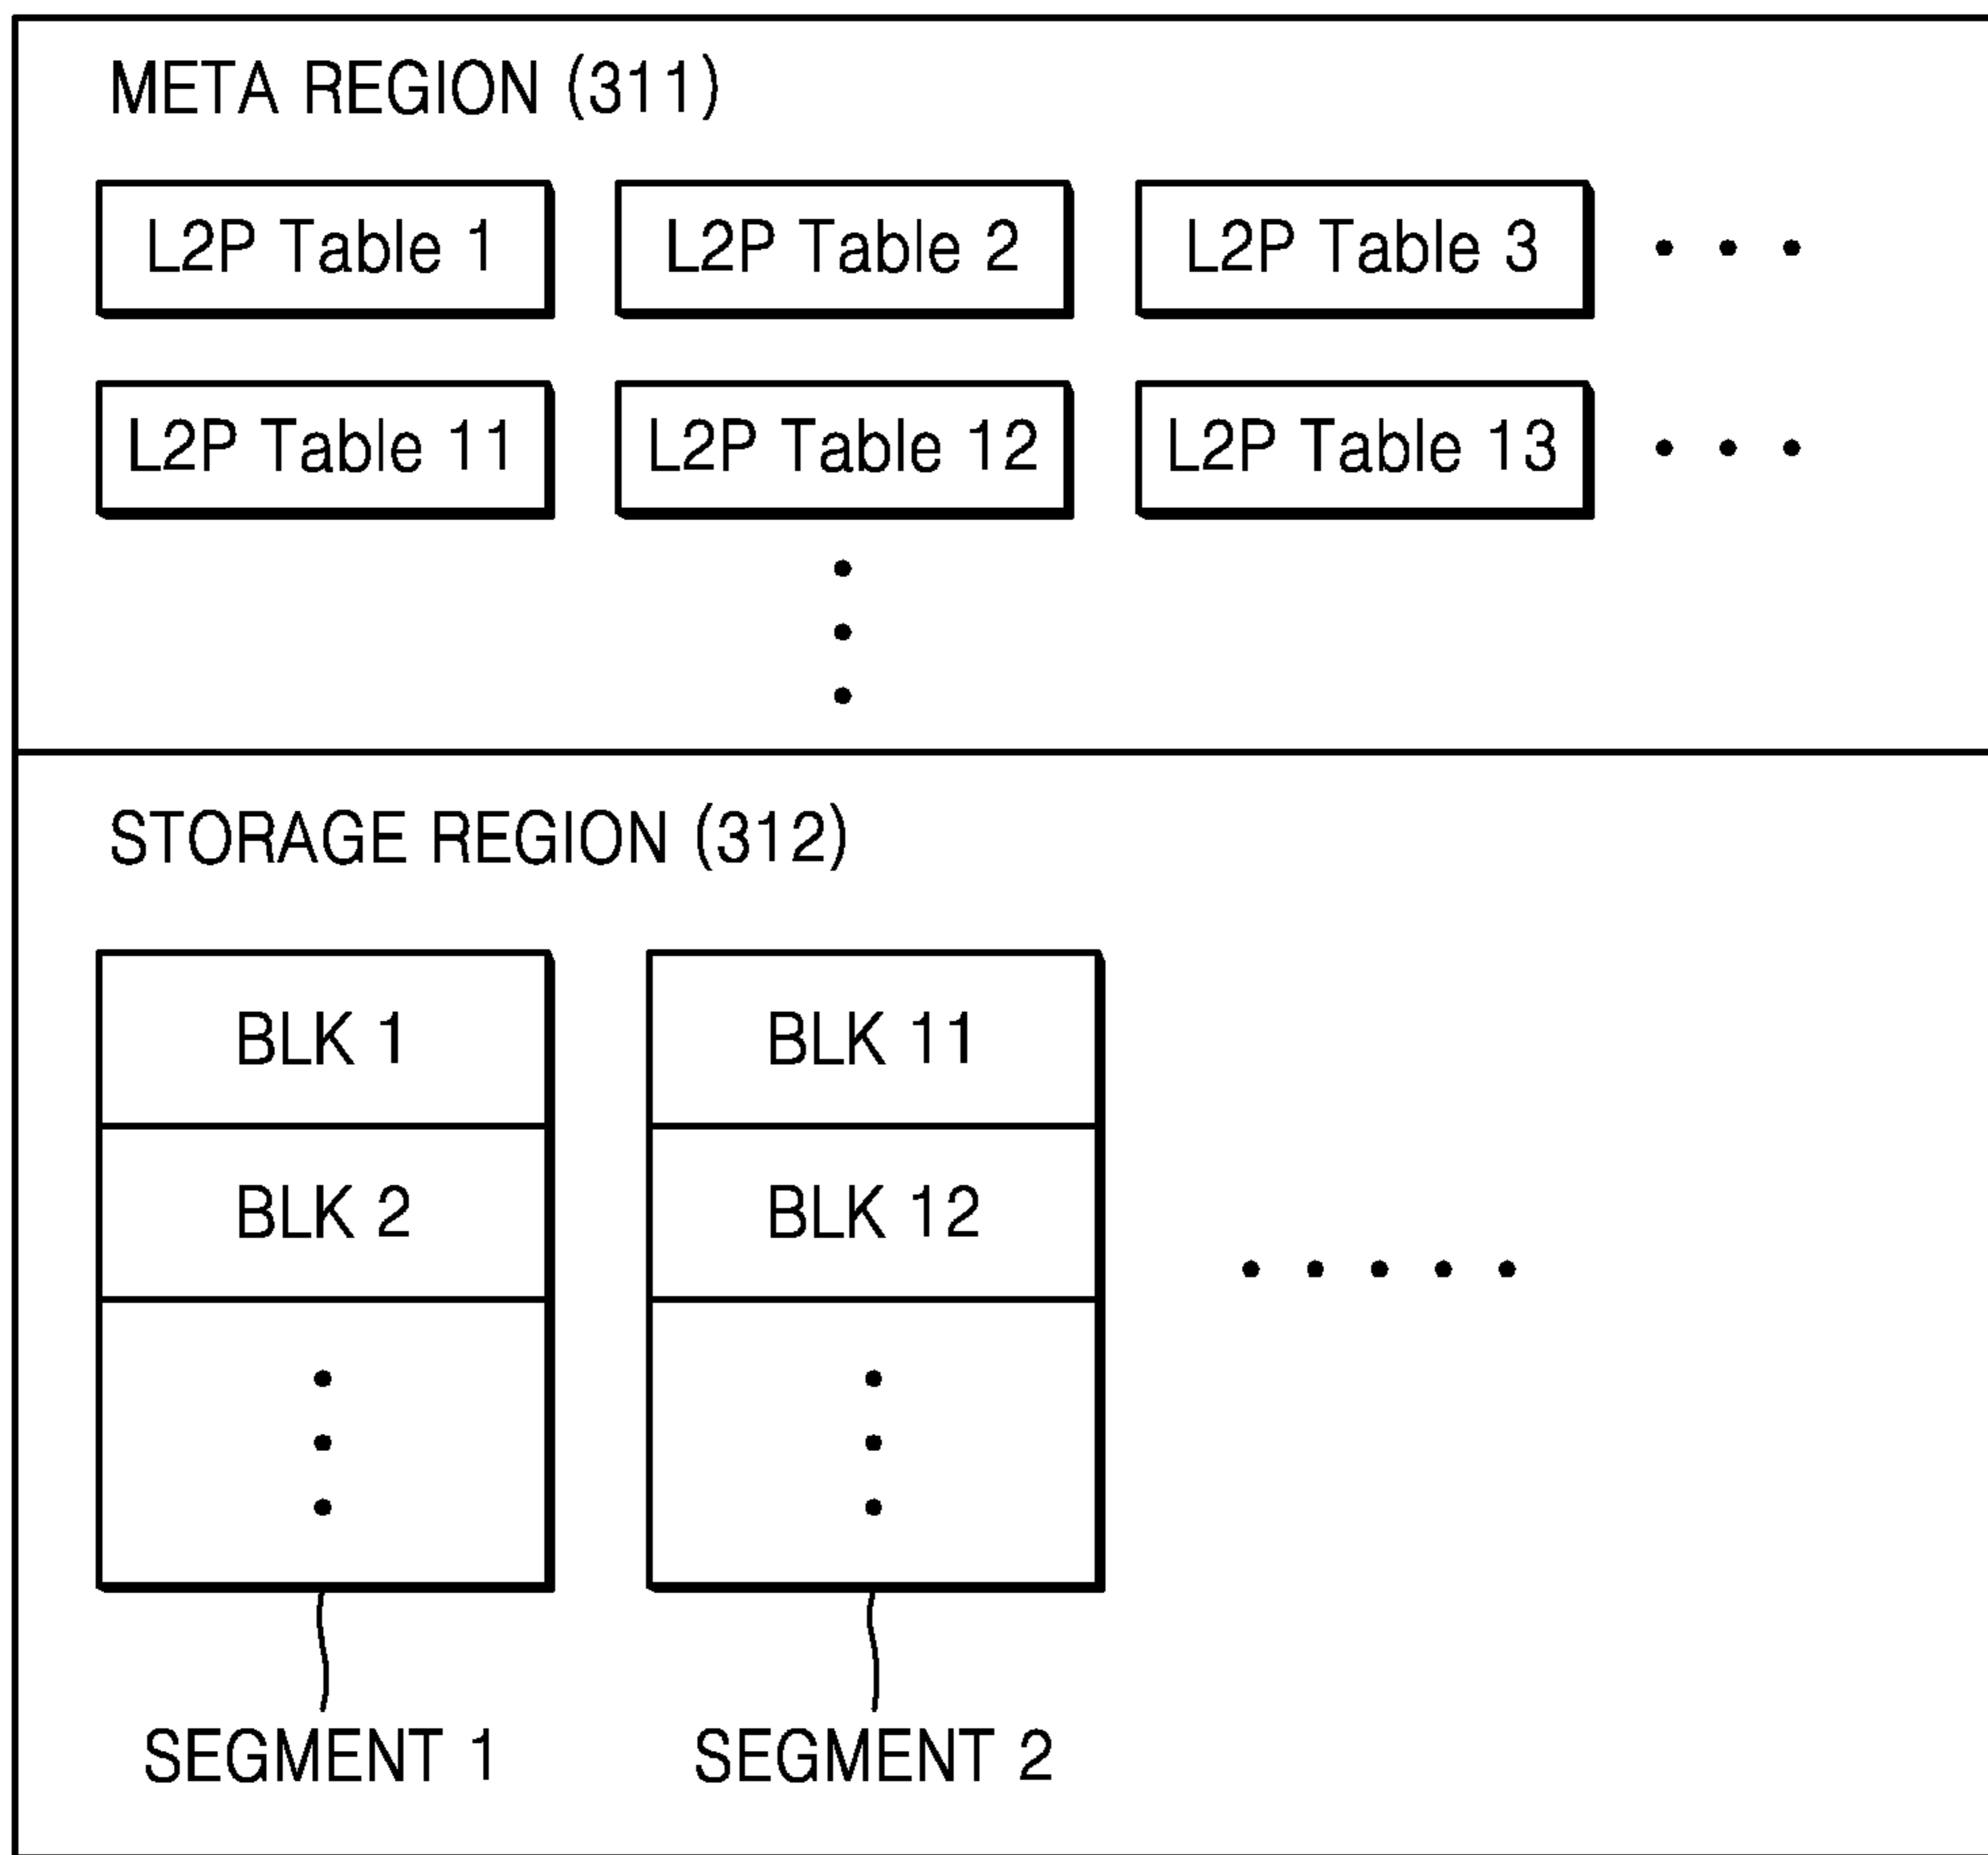 META REGION (311)
L2P Table 1
L2P Table 2
L2P Table 3
L2P Table 11
L2P Table 12
L2P Table 13
STORAGE REGION (312)
BLK 1
BLK 2
BLK 11
BLK 12
SEGMENT 1
SEGMENT 2